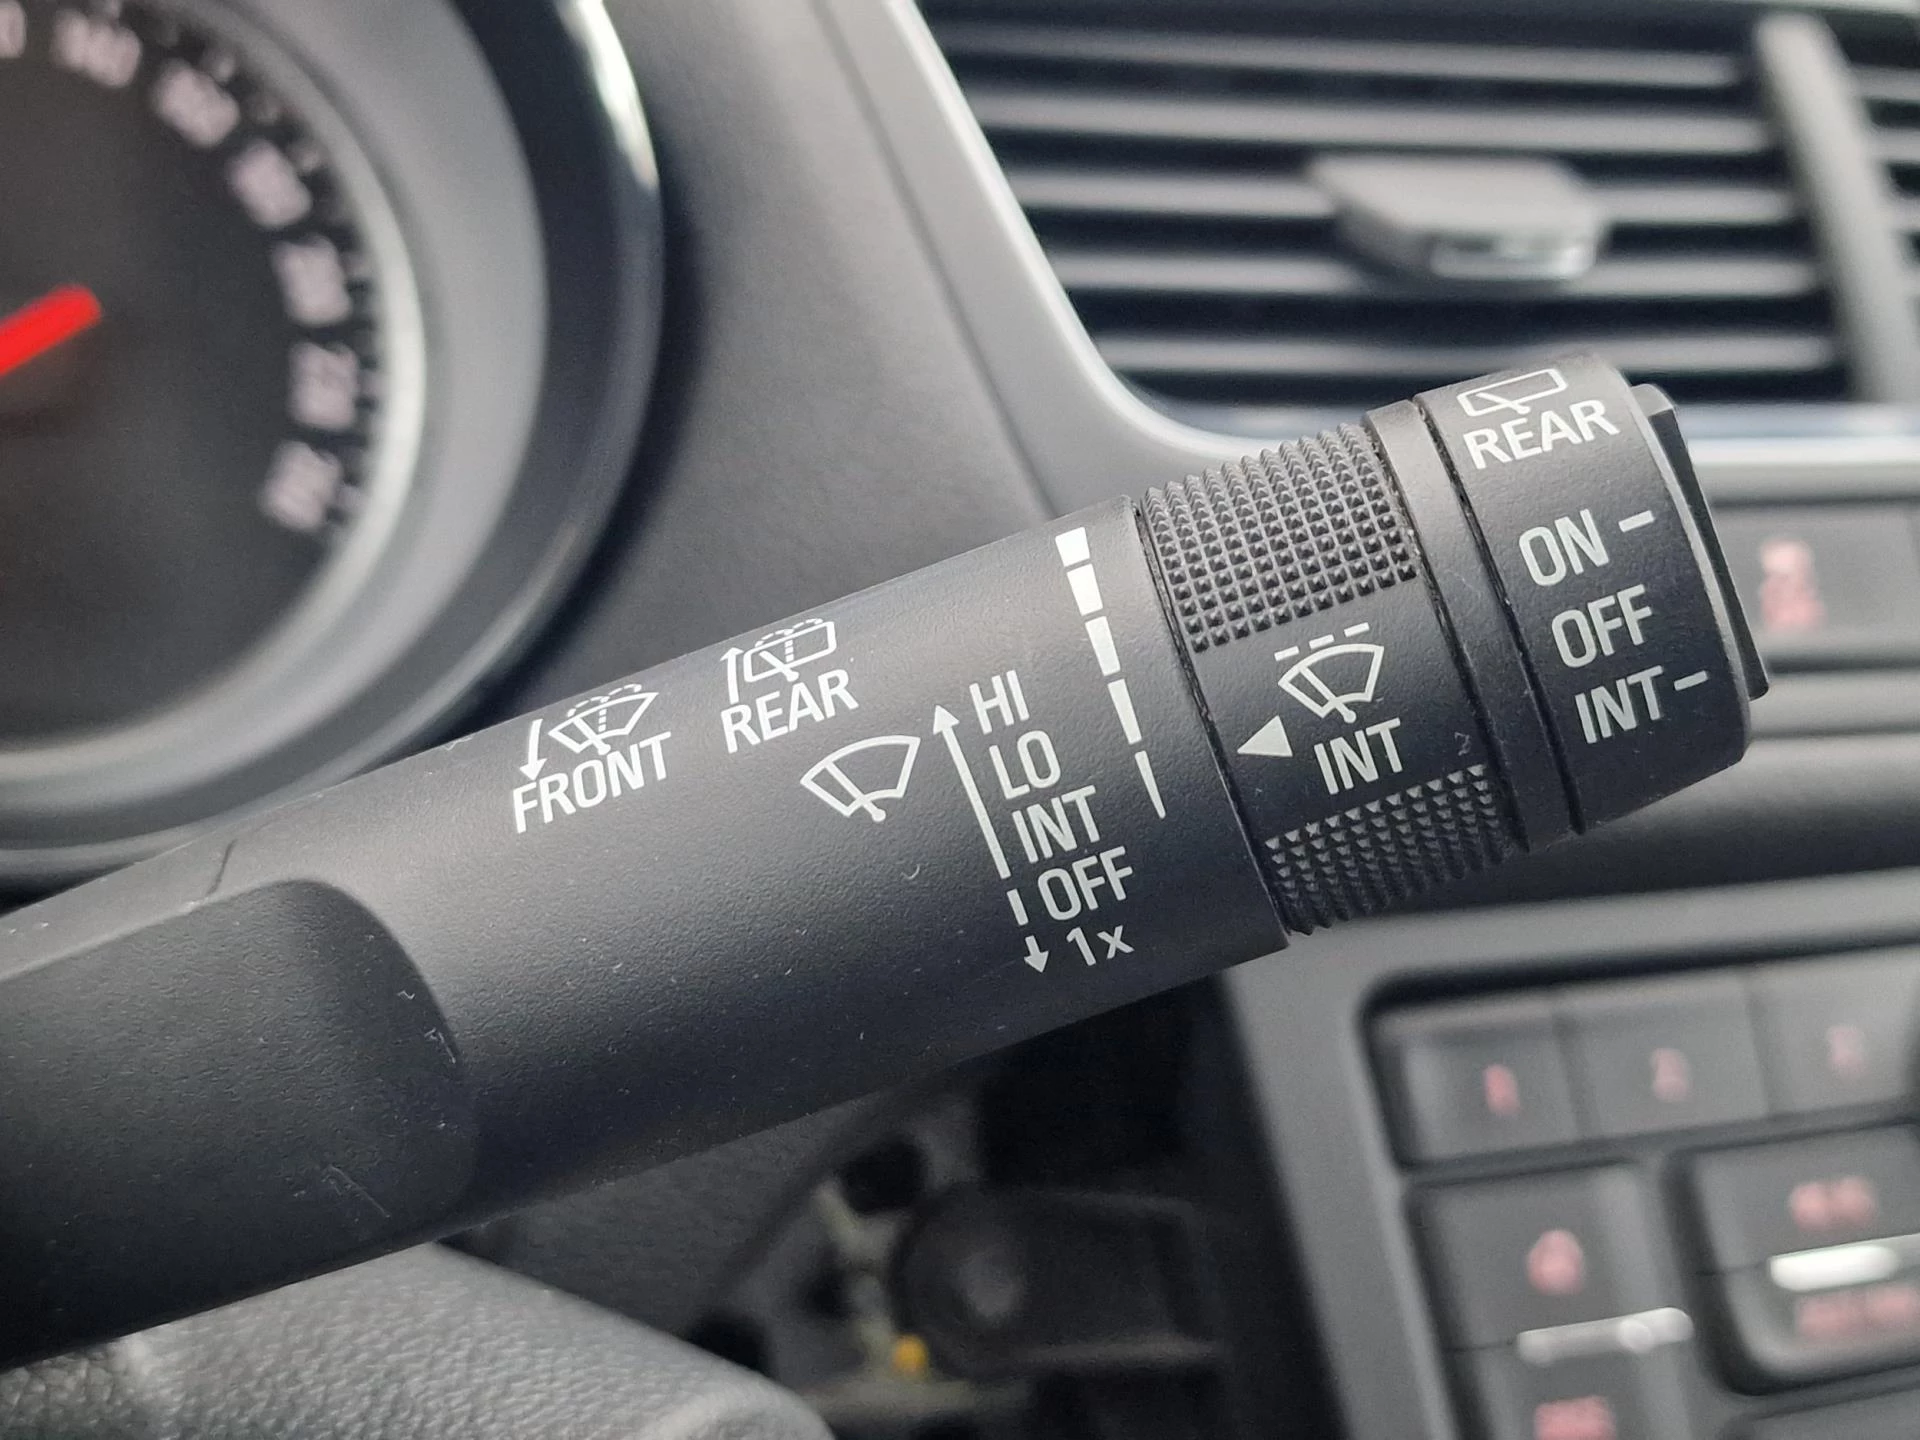 FRONT
REAR
HI
LO
INT
OFF
1x
INT
REAR
ON
OFF
INT